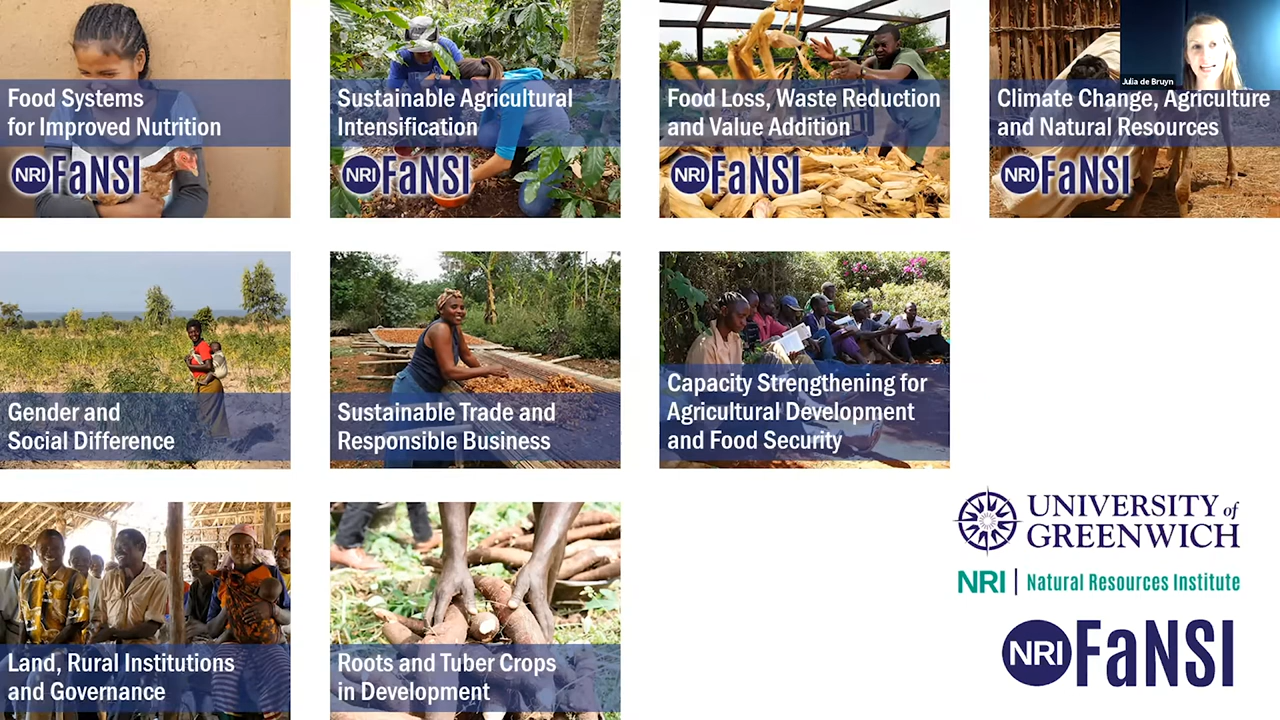 Julia de Bruyn
Food Systems
for Improved Nutrition
NRI FaNSI
Sustainable Agricultural
Intensification
NRI FaNSI
Food Loss, Waste Reduction
and Value Addition
NRI FaNSI
Climate Change, Agriculture
and Natural Resources
NRI FaNSI
Gender and
Social Difference
Sustainable Trade and
Responsible Business
Capacity Strengthening for
Agricultural Development
and Food Security
Land, Rural Institutions
and Governance
Roots and Tuber Crops
in Development
UNIVERSITY of
GREENWICH
NRI | Natural Resources Institute
NRI FaNSI